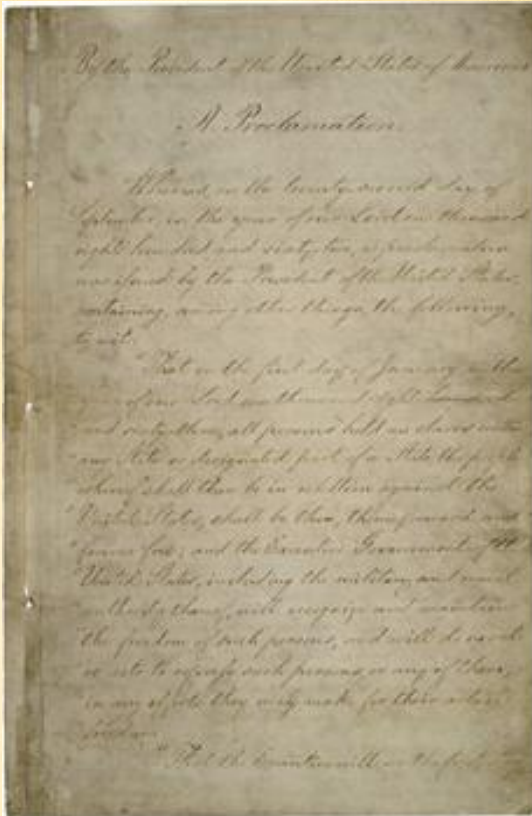 By the President of the United States of America
A Proclamation.
Whereas, on the twenty-second day of
September, in the year of our Lord one thousand
eight hundred and sixty-two, a proclamation
was issued by the President of the United States,
containing, among other things, the following,
to wit:
"That on the first day of January, in the
year of our Lord one thousand eight hundred
and sixty-three, all persons held as slaves within
any State or designated part of a State, the people
whereof shall then be in rebellion against the
United States, shall be then, thenceforward, and
forever free; and the Executive Government of the
United States, including the military and naval
authority thereof, will recognize and maintain
the freedom of such persons, and will do no act
or acts to repress such persons, or any of them,
in any efforts they may make for their actual
freedom.
"That the Executive will, on the first